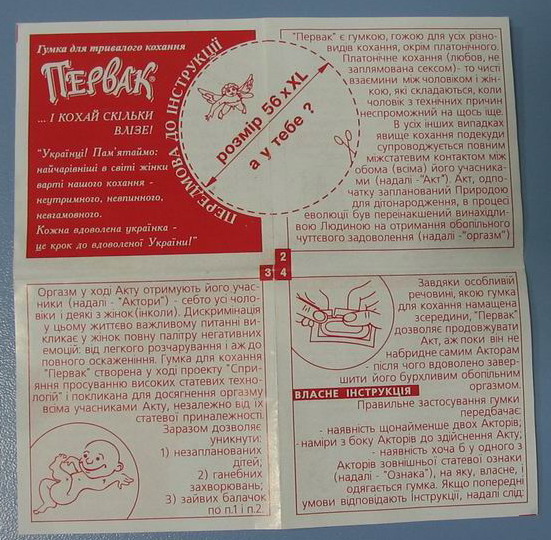 Гумка для тривалого кохання
ПЕРВАК®
... І КОХАЙ СКІЛЬКИ
ВЛІЗЕ!
"Українці! Пам'ятаймо:
найчарівніші в світі жінки
варті нашого кохання -
неутримного, невпинного,
невгамовного.
Кожна вдоволена українка -
це крок до вдоволеної України!"
ПЕРЕДМОВА ДО ІНСТРУКЦІЇ
розмір 56 x XL
а у тебе ?
"Первак" є гумкою, гожою для усіх різно-
видів кохання, окрім платонічного.
Платонічне кохання (любов, не
заплямована сексом)- то чисті
взаємини між чоловіком і жін-
кою, які складаються, коли
чоловік з технічних причин
неспроможний на щось іще.
В усіх інших випадках
явище кохання подекуди
супроводжується повним
міжстатевим контактом між
обома (всіма) його учасника-
ми (надалі -"Акт"). Акт, одпо-
чатку запланований Природою
для дітонародження, в процесі
еволюції був переінакшений винахідли-
вою Людиною на отримання обопільного
чуттєвого задоволення (надалі -"оргазм")
2
3 4
Оргазм у ході Акту отримують його учас-
ники (надалі - "Актори") - себто усі чоло-
віки і деякі з жінок(інколи). Дискримінація
у цьому життєво важливому питанні ви-
кликає у жінок повну палітру негативних
емоцій: від легкого розчарування і аж до
повного оскаженіння. Гумка для кохання
"Первак" створена у ході проекту "Спри-
яння просуванню високих статевих техно-
логій" і покликана для досягнення оргазму
всіма учасниками Акту, незалежно від їх
статевої приналежності.
Заразом дозволяє
уникнути:
1) незапланованих
дітей;
2) ганебних
захворювань;
3) зайвих балачок
по п.1 і п.2.
Завдяки особливій
речовині, якою гумка
для кохання намащена
зсередини, "Первак"
дозволяє продовжувати
Акт, аж поки він не
набридне самим Акторам
- після чого вдоволено завер-
шити його бурхливим обопільним
оргазмом.
ВЛАСНЕ ІНСТРУКЦІЯ
Правильне застосування гумки
передбачає:
- наявність щонайменше двох Акторів;
- наміри з боку Акторів до здійснення Акту;
- наявність хоча б у одного з
Акторів зовнішньої статевої ознаки
(надалі - "Ознака"), на яку, власне, і
одягається гумка. Якщо попередні
умови відповідають Інструкції, надалі слід: